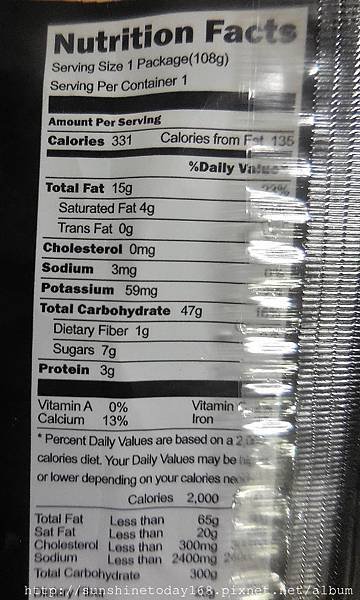 Nutrition Facts
Serving Size 1 Package(108g)
Serving Per Container 1
Amount Per Serving
Calories 331 Calories from Fat 135
%Daily Value
Total Fat 15g 23%
Saturated Fat 4g
Trans Fat 0g
Cholesterol 0mg
Sodium 3mg
Potassium 59mg
Total Carbohydrate 47g
Dietary Fiber 1g
Sugars 7g
Protein 3g
Vitamin A 0% Vitamin
Calcium 13% Iron
* Percent Daily Values are based on a
calories diet. Your Daily Values may be
or lower depending on your calories
Calories 2,000
Total Fat Less than 65g
Sat Fat Less than 20g
Cholesterol Less than 300mg
Sodium Less than 2400mg
Total Carbohydrate 300g
http://sunshinetoday168.pixnet.net/album